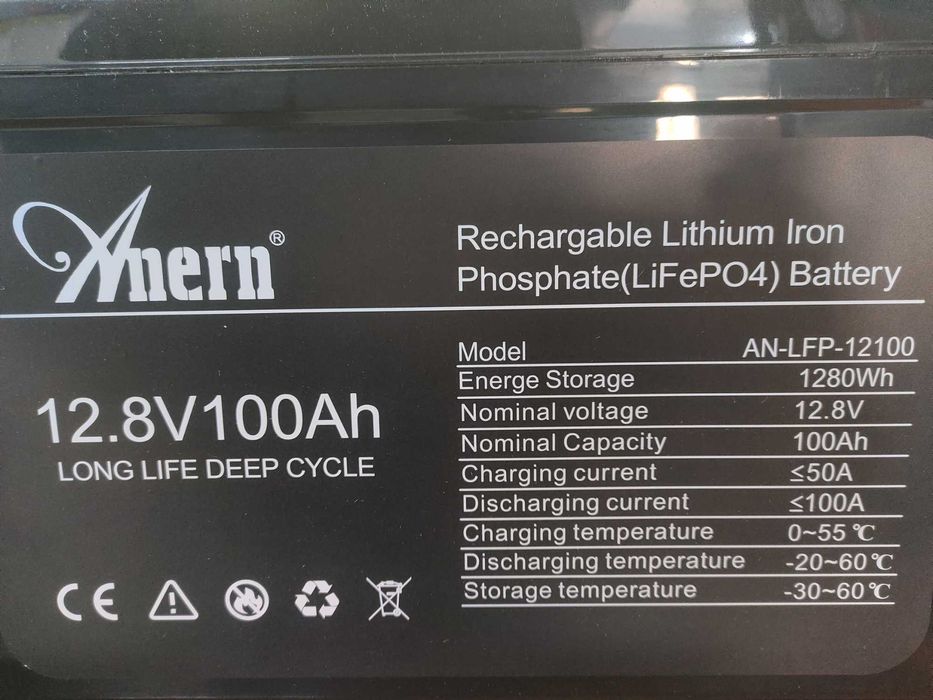 Anern®
Rechargable Lithium Iron
Phosphate(LiFePO4) Battery
12.8V100Ah
LONG LIFE DEEP CYCLE
Model AN-LFP-12100
Energe Storage 1280Wh
Nominal voltage 12.8V
Nominal Capacity 100Ah
Charging current ≤50A
Discharging current ≤100A
Charging temperature 0~55℃
Discharging temperature -20~60℃
Storage temperature -30~60℃
CE